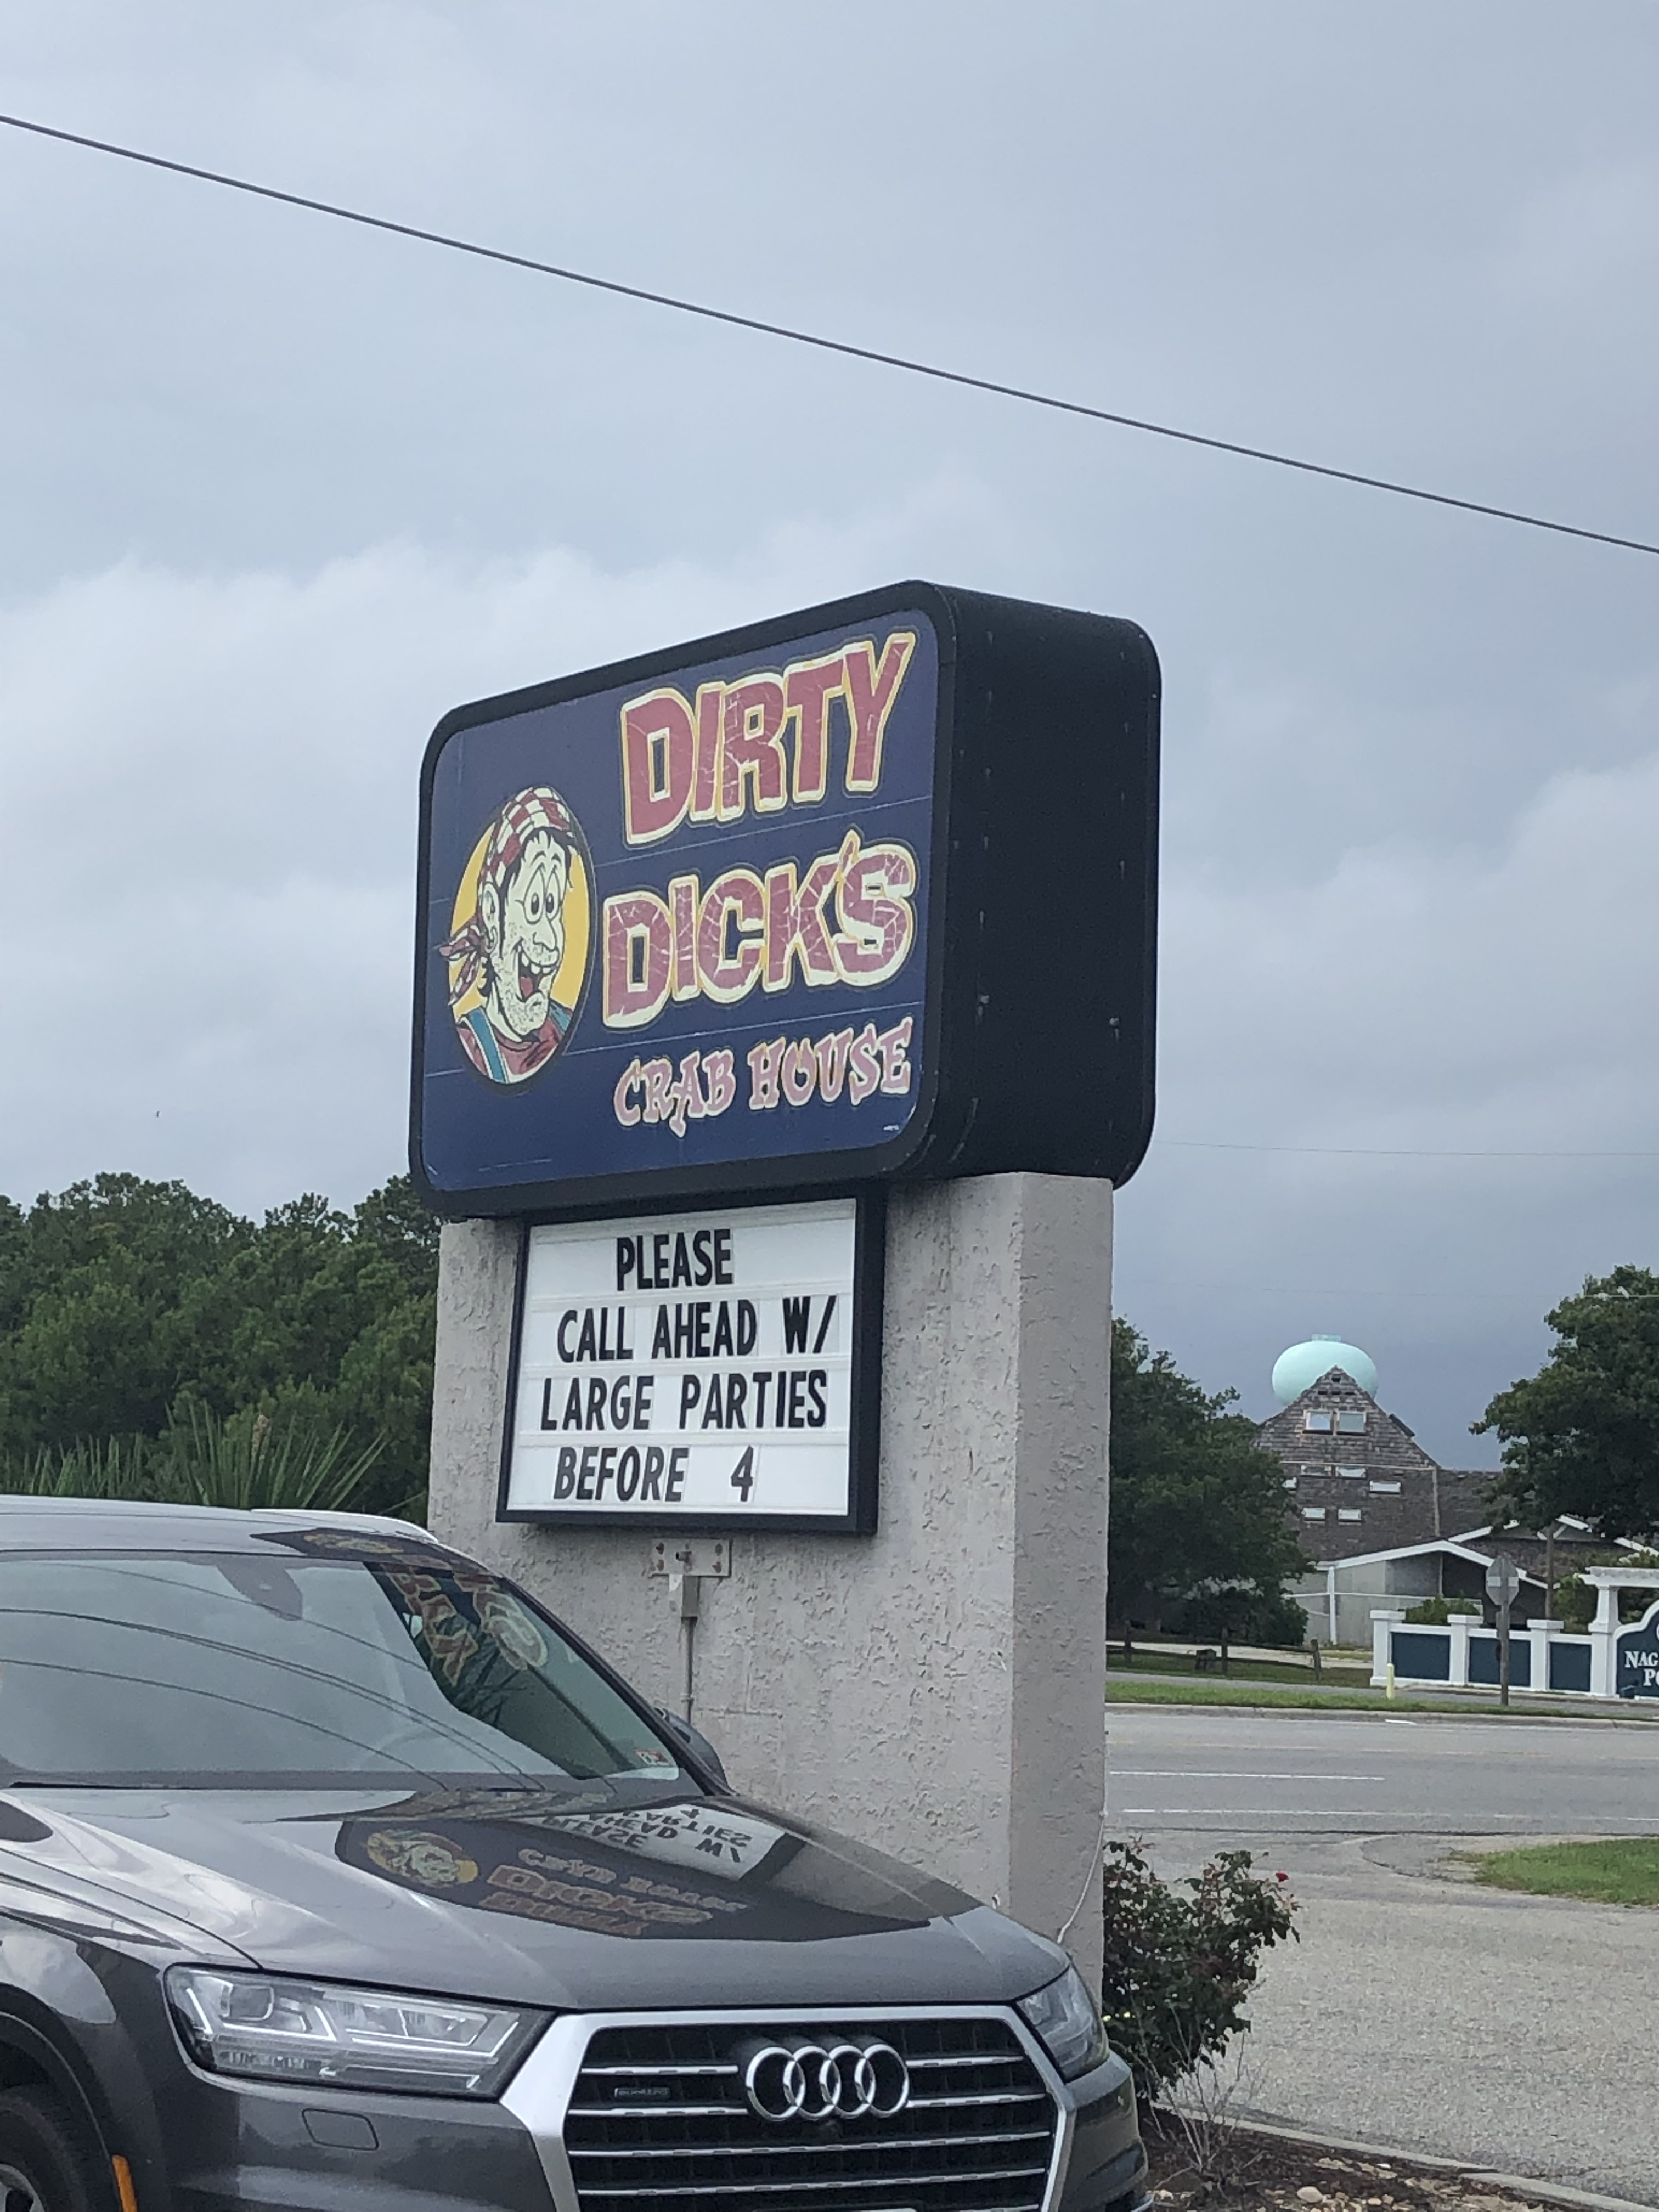 DIRTY
DICK'S
CRAB HOUSE
PLEASE
CALL AHEAD W/
LARGE PARTIES
BEFORE 4